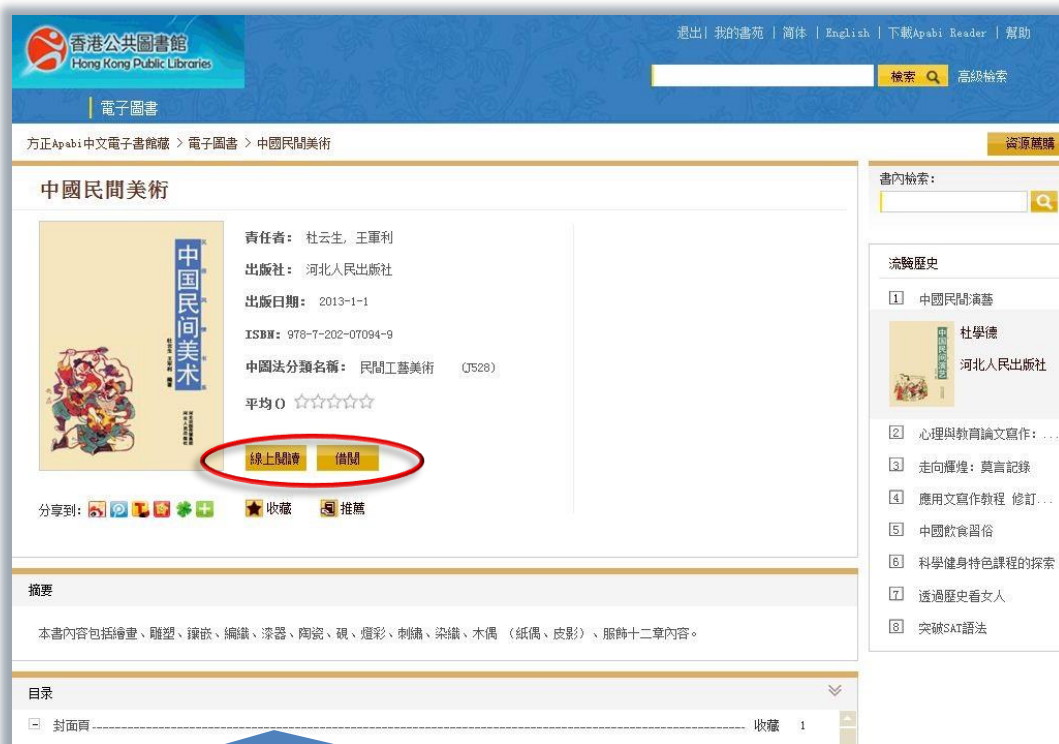 香港公共圖書館
Hong Kong Public Libraries
退出 | 我的書苑 | 简体 | English | 下載Apabi Reader | 幫助
檢索 高級檢索
電子圖書
方正Apabi中文電子書館藏 > 電子圖書 > 中國民間美術
資源薦購
中國民間美術
中国民间美术
責任者： 杜云生, 王軍利
出版社： 河北人民出版社
出版日期： 2013-1-1
ISBN: 978-7-202-07094-9
中圖法分類名稱： 民間工藝美術 (J528)
平均()
線上閱讀 借閱
分享到: 收藏 推薦
書內檢索:
流覽歷史
1 中國民間演藝
中国民间演艺
杜學德
河北人民出版社
2 心理與教育論文寫作: ...
3 走向輝煌: 莫言記錄
4 應用文寫作教程 修訂...
5 中國飲食習俗
6 科學健身特色課程的探索
7 透過歷史看女人
8 突破SAT語法
摘要
本書內容包括繪畫、雕塑、鑲嵌、編織、漆器、陶瓷、硯、燈彩、刺繡、染織、木偶 （紙偶、皮影）、服飾十二章內容。
目录
封面頁 收藏 1